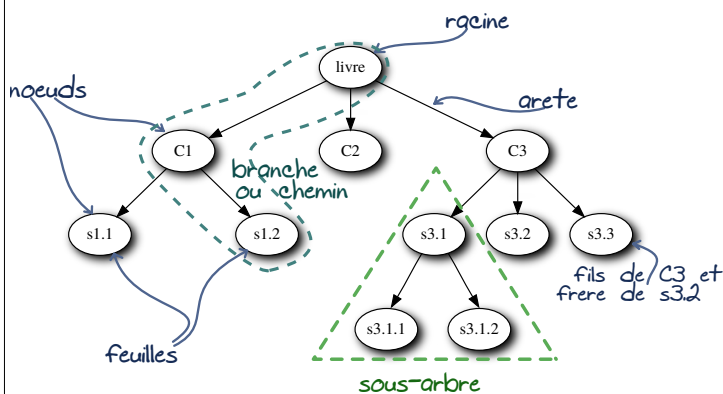 racine
livre
noeuds
arete
C1
C2
C3
branche
ou chemin
s1.1
s1.2
s3.1
s3.2
s3.3
fils de C3 et
frere de s3.2
s3.1.1
s3.1.2
feuilles
sous-arbre